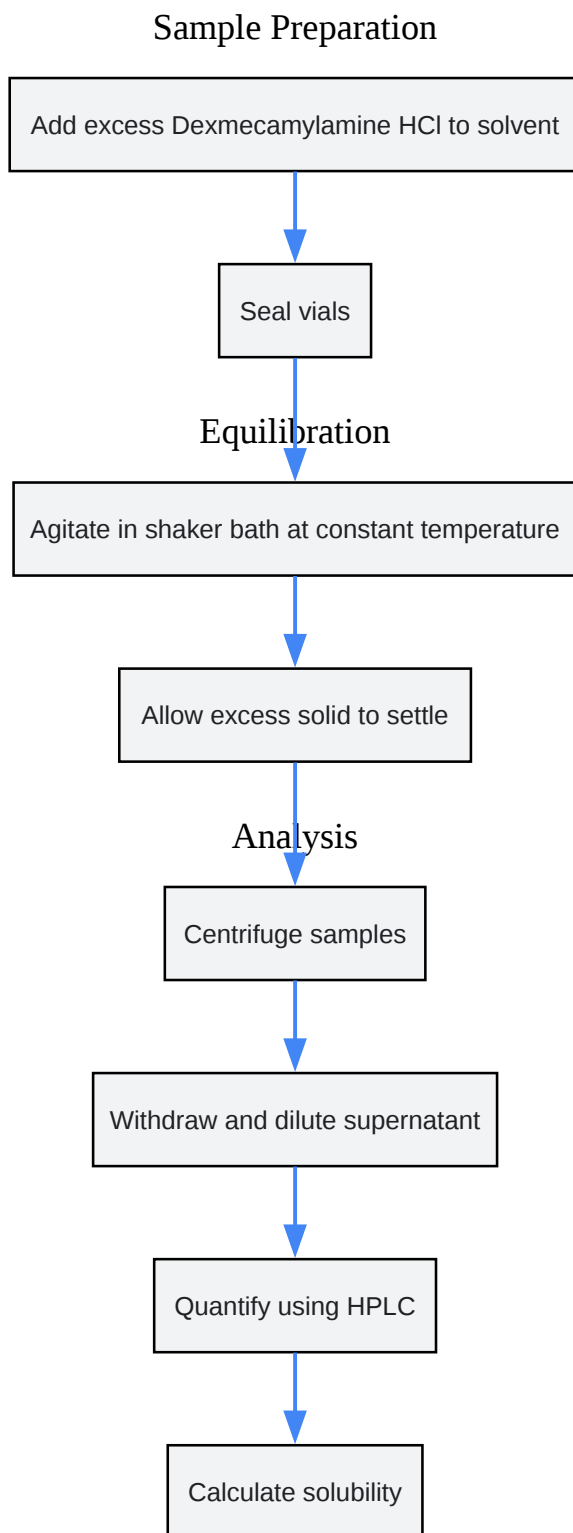 Sample Preparation
Add excess Dexmecamylamine HCl to solvent
Seal vials
Equilibration
Agitate in shaker bath at constant temperature
Allow excess solid to settle
Analysis
Centrifuge samples
Withdraw and dilute supernatant
Quantify using HPLC
Calculate solubility